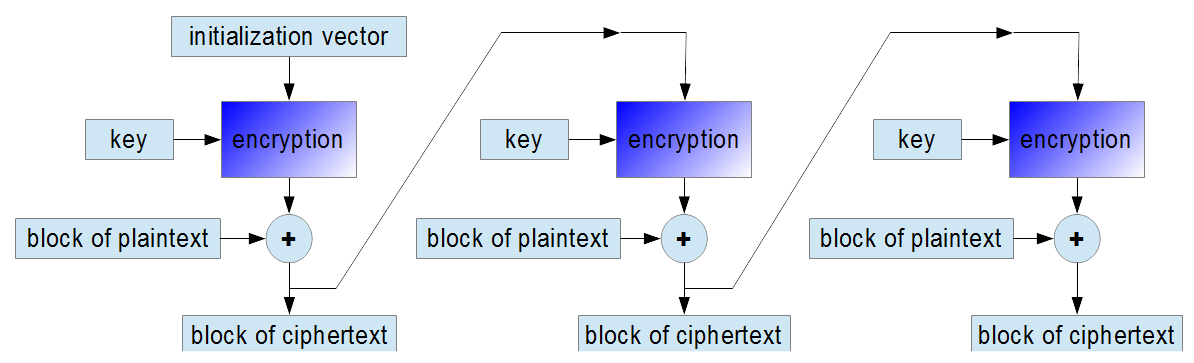 initialization vector
key
encryption
key
encryption
key
encryption
block of plaintext
+
block of plaintext
+
block of plaintext
+
block of ciphertext
block of ciphertext
block of ciphertext